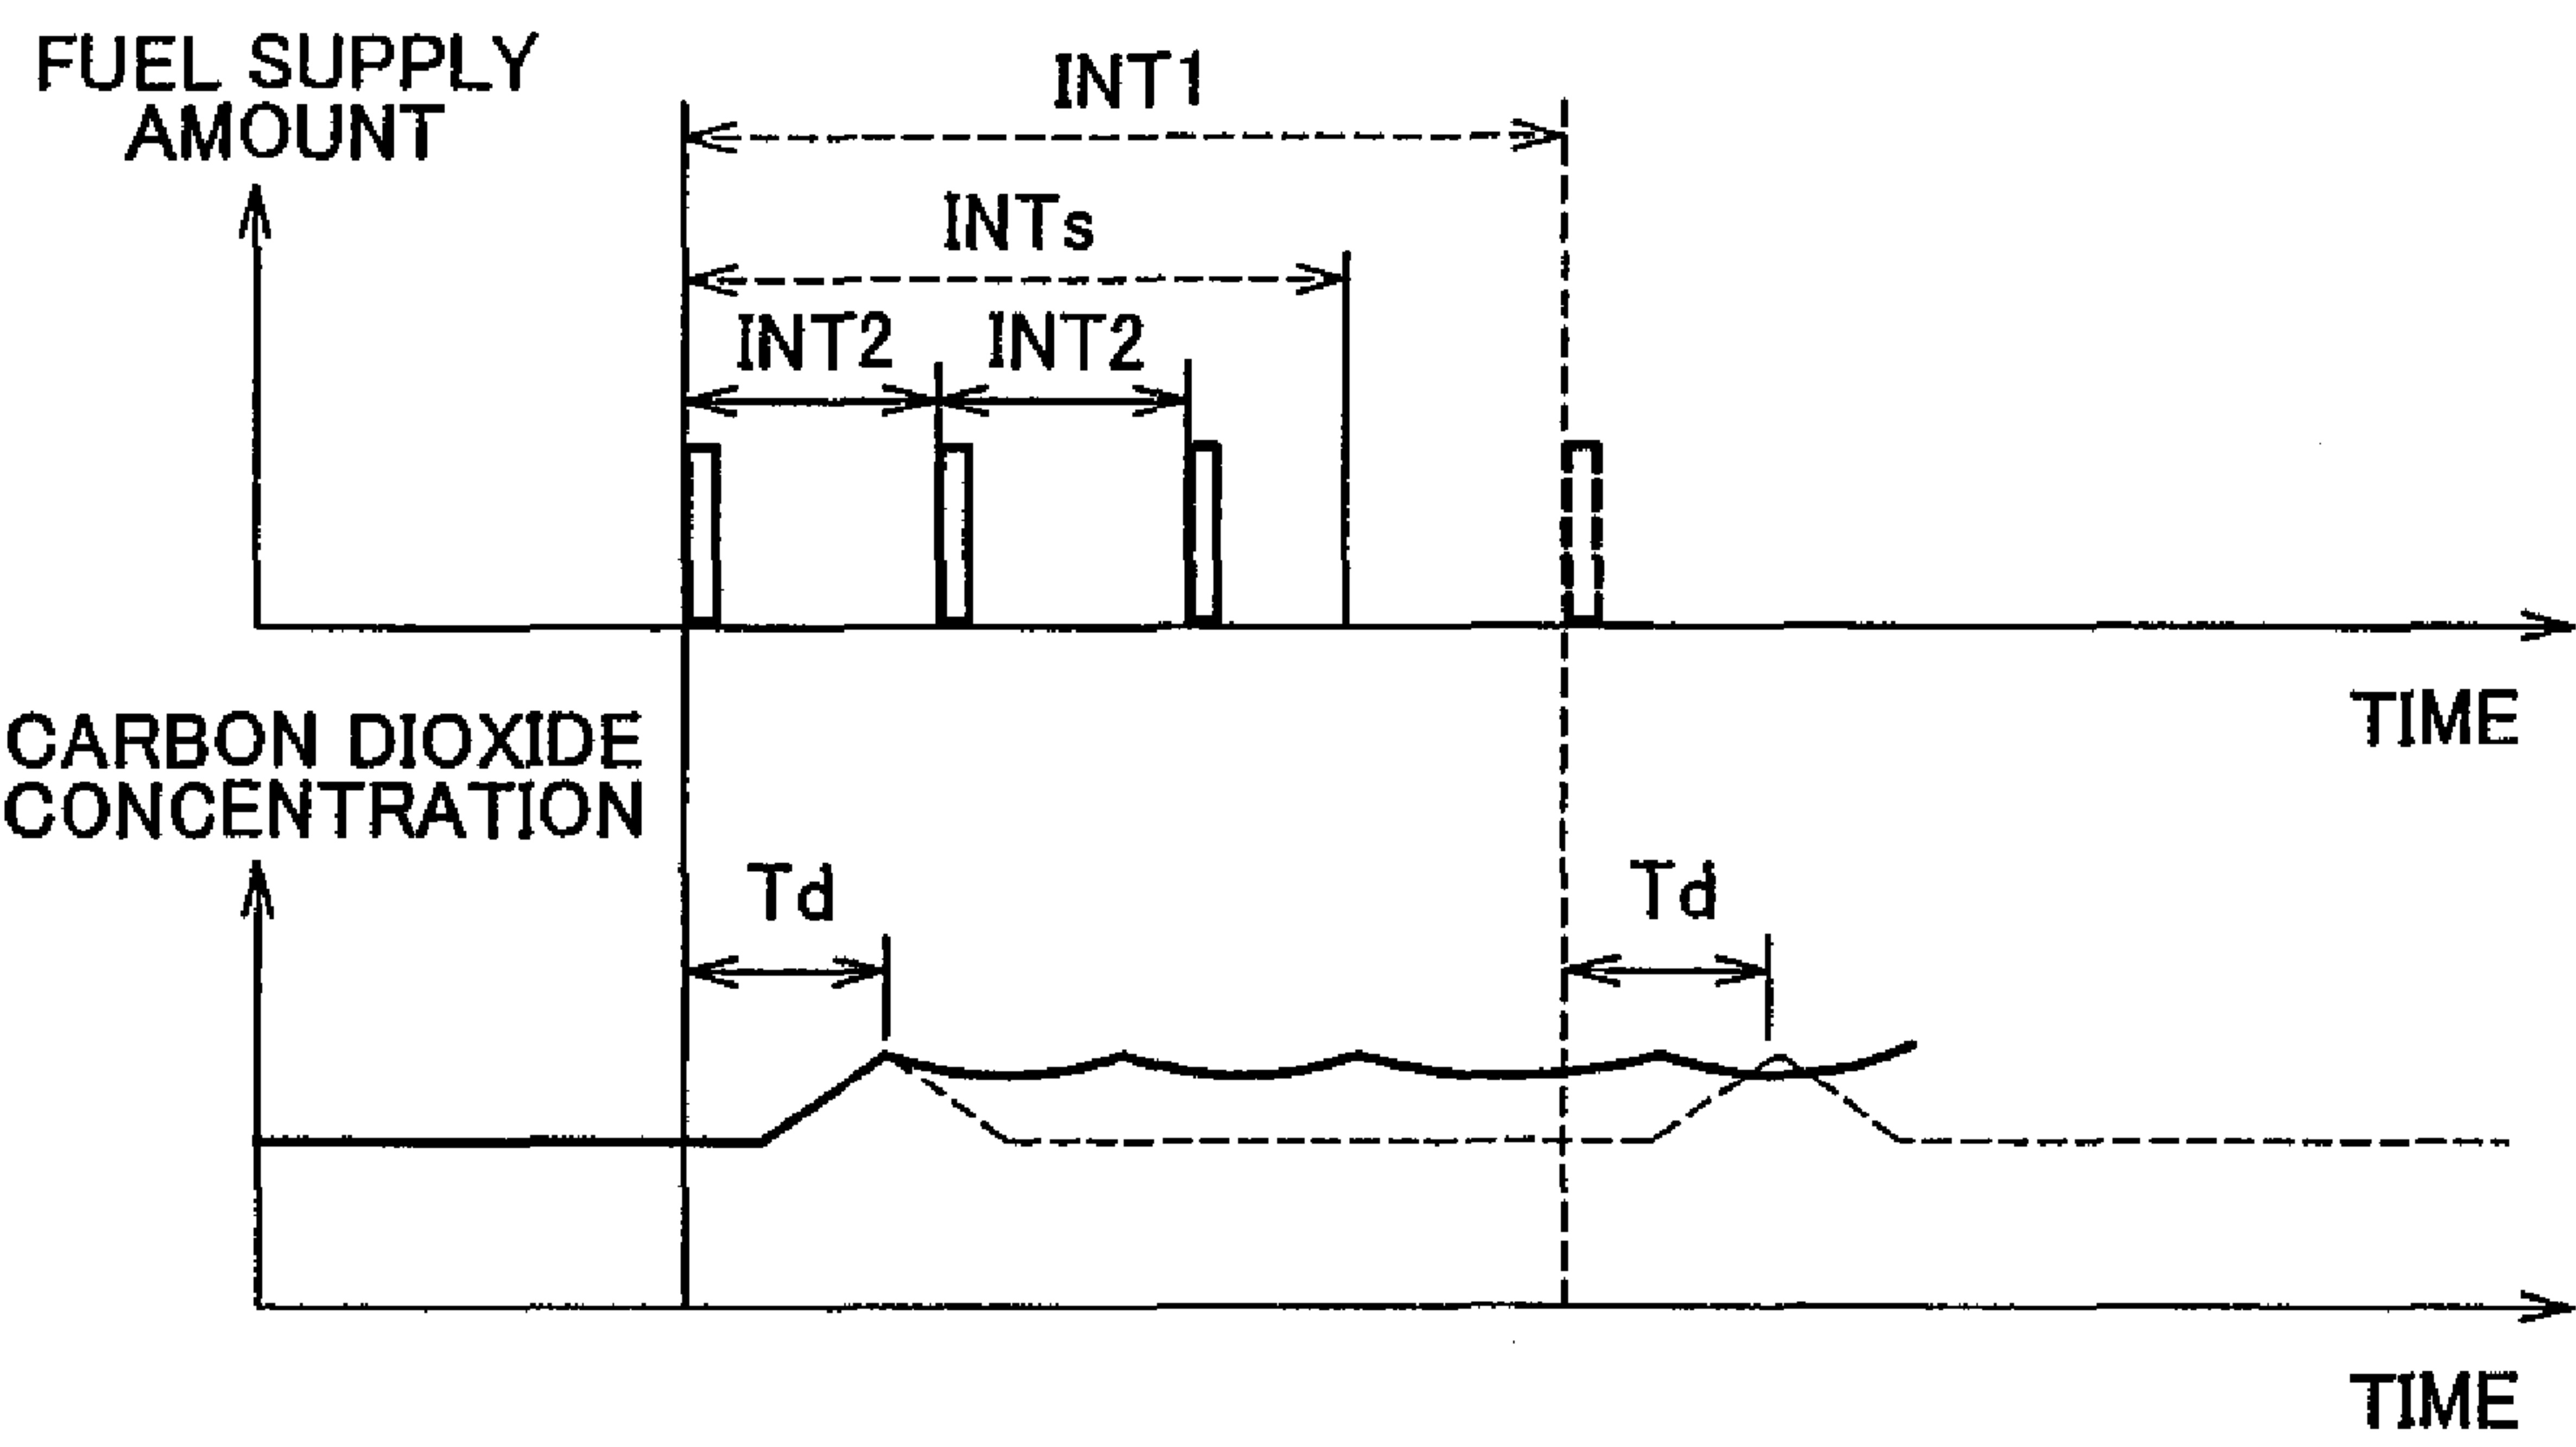 FUEL SUPPLY
AMOUNT
INT1
INTs
INT2 INT2
TIME
CARBON DIOXIDE
CONCENTRATION
Td Td
TIME